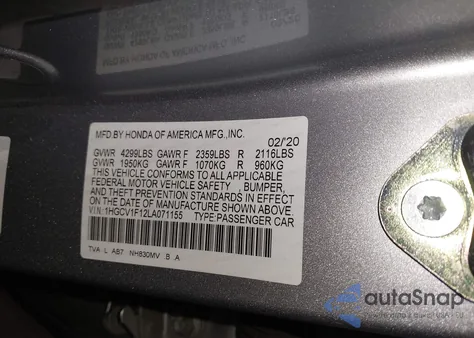 MFD BY HONDA OF AMERICA MFG.,INC.
02/'20
GVWR 4299LBS GAWR F 2359LBS R 2116LBS
GVWR 1950KG GAWR F 1070KG R 960KG
THIS VEHICLE CONFORMS TO ALL APPLICABLE
FEDERAL MOTOR VEHICLE SAFETY , BUMPER,
AND THEFT PREVENTION STANDARDS IN EFFECT
ON THE DATE OF MANUFACTURE SHOWN ABOVE.
V.I.N: 1HGCV1F12LA071155 TYPE: PASSENGER CAR
TVA L AB7 NH830MV B A
autoSnap